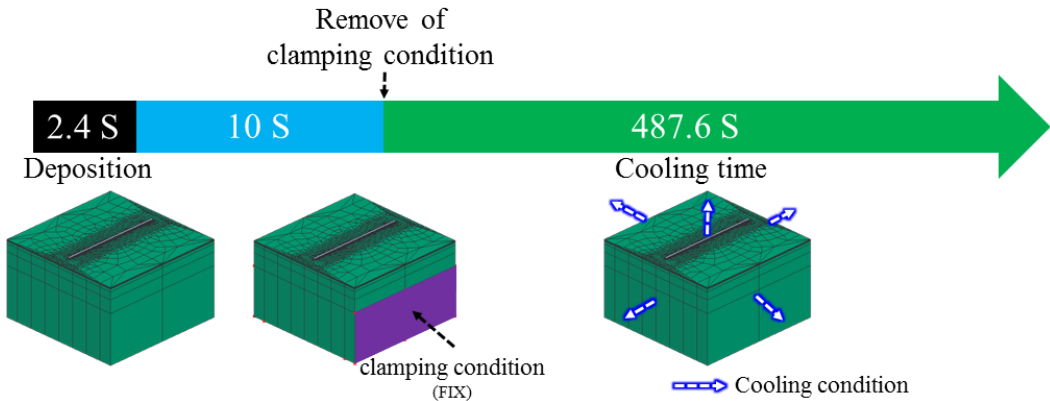 Remove of
clamping condition
2.4 S
10 S
487.6 S
Deposition
Cooling time
clamping condition
(FIX)
Cooling condition